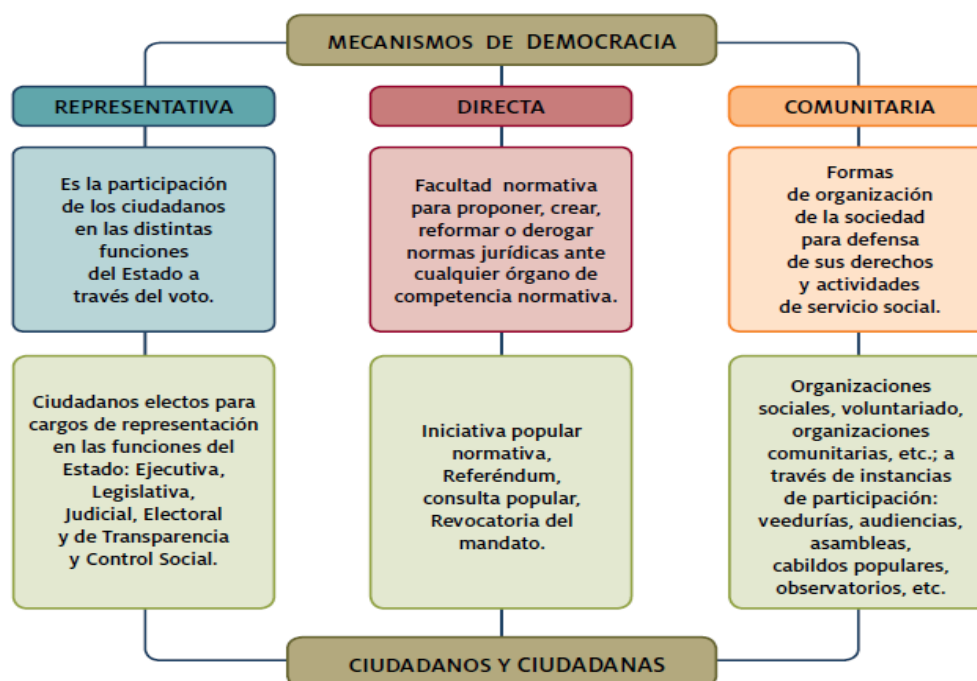 MECANISMOS DE DEMOCRACIA
REPRESENTATIVA
Es la participación
de los ciudadanos
en las distintas
funciones
del Estado a
través del voto.
Ciudadanos electos para
cargos de representación
en las funciones del
Estado: Ejecutiva,
Legislativa,
Judicial, Electoral
y de Transparencia
y Control Social.
DIRECTA
Facultad normativa
para proponer, crear,
reformar o derogar
normas jurídicas ante
cualquier órgano de
competencia normativa.
Iniciativa popular
normativa,
Referéndum,
consulta popular,
Revocatoria del
mandato.
COMUNITARIA
Formas
de organización
de la sociedad
para defensa
de sus derechos
y actividades
de servicio social.
Organizaciones
sociales, voluntariado,
organizaciones
comunitarias, etc.; a
través de instancias
de participación:
veedurías, audiencias,
asambleas,
cabildos populares,
observatorios, etc.
CIUDADANOS Y CIUDADANAS